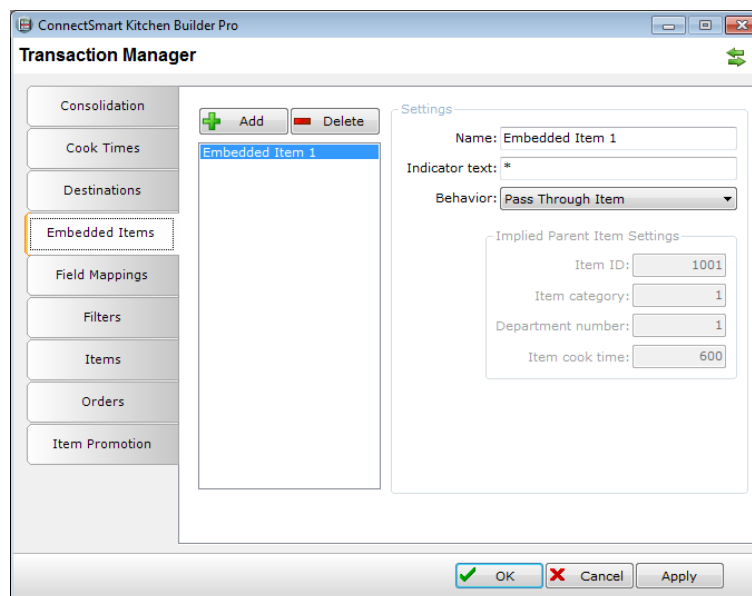 ConnectSmart Kitchen Builder Pro
Transaction Manager
Consolidation
Cook Times
Destinations
Embedded Items
Field Mappings
Filters
Items
Orders
Item Promotion
Add
Delete
Embedded Item 1
Settings
Name: Embedded Item 1
Indicator text: *
Behavior: Pass Through Item
Implied Parent Item Settings
Item ID: 1001
Item category: 1
Department number: 1
Item cook time: 600
OK
Cancel
Apply